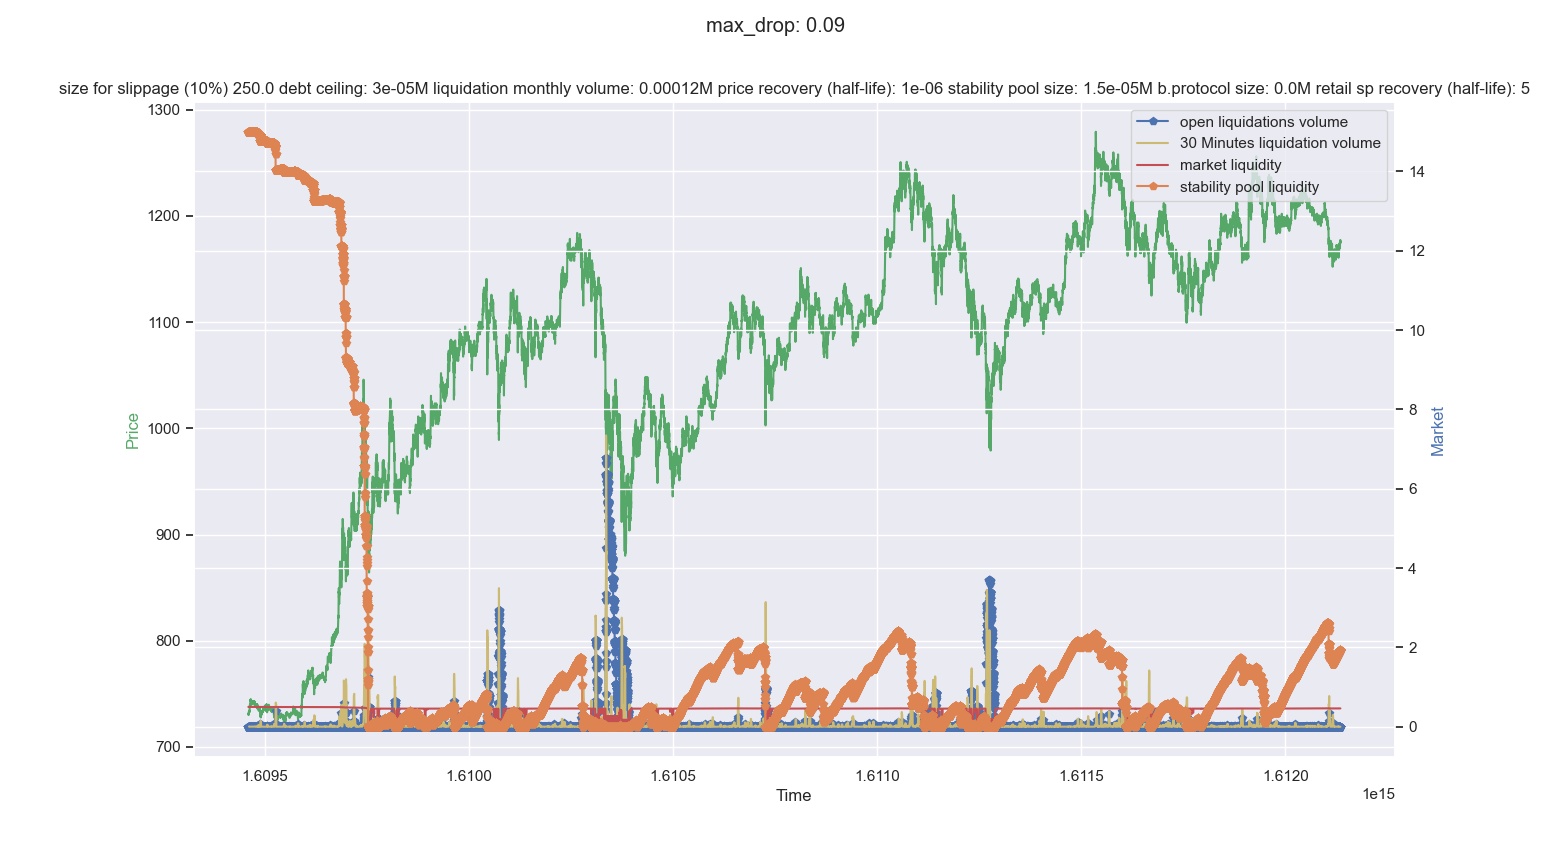 max_drop: 0.09
size for slippage (10%) 250.0 debt ceiling: 3e-05M liquidation monthly volume: 0.00012M price recovery (half-life): 1e-06 stability pool size: 1.5e-05M b.protocol size: 0.0M retail sp recovery (half-life): 5
open liquidations volume
30 Minutes liquidation volume
market liquidity
stability pool liquidity
1300
1200
1100
1000
900
800
700
Price
14
12
10
8
6
4
2
0
Market
1.6095 1.6100 1.6105 1.6110 1.6115 1.6120
Time
1e15